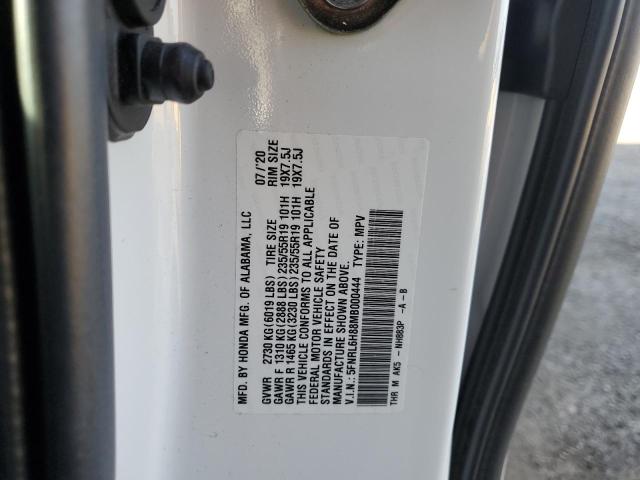 MFD. BY HONDA MFG. OF ALABAMA, LLC 07/'20
GVWR 2730 KG(6019 LBS) TIRE SIZE RIM SIZE
GAWR F 1310 KG(2888 LBS) 235/55R19 101H 19X7.5J
GAWR R 1465 KG(3230 LBS) 235/55R19 101H 19X7.5J
THIS VEHICLE CONFORMS TO ALL APPLICABLE
FEDERAL MOTOR VEHICLE SAFETY
STANDARDS IN EFFECT ON THE DATE OF
MANUFACTURE SHOWN ABOVE.
V.I.N.: 5FNRL6H88MB000444 TYPE: MPV
THR M AK5 - NH883P -A-B